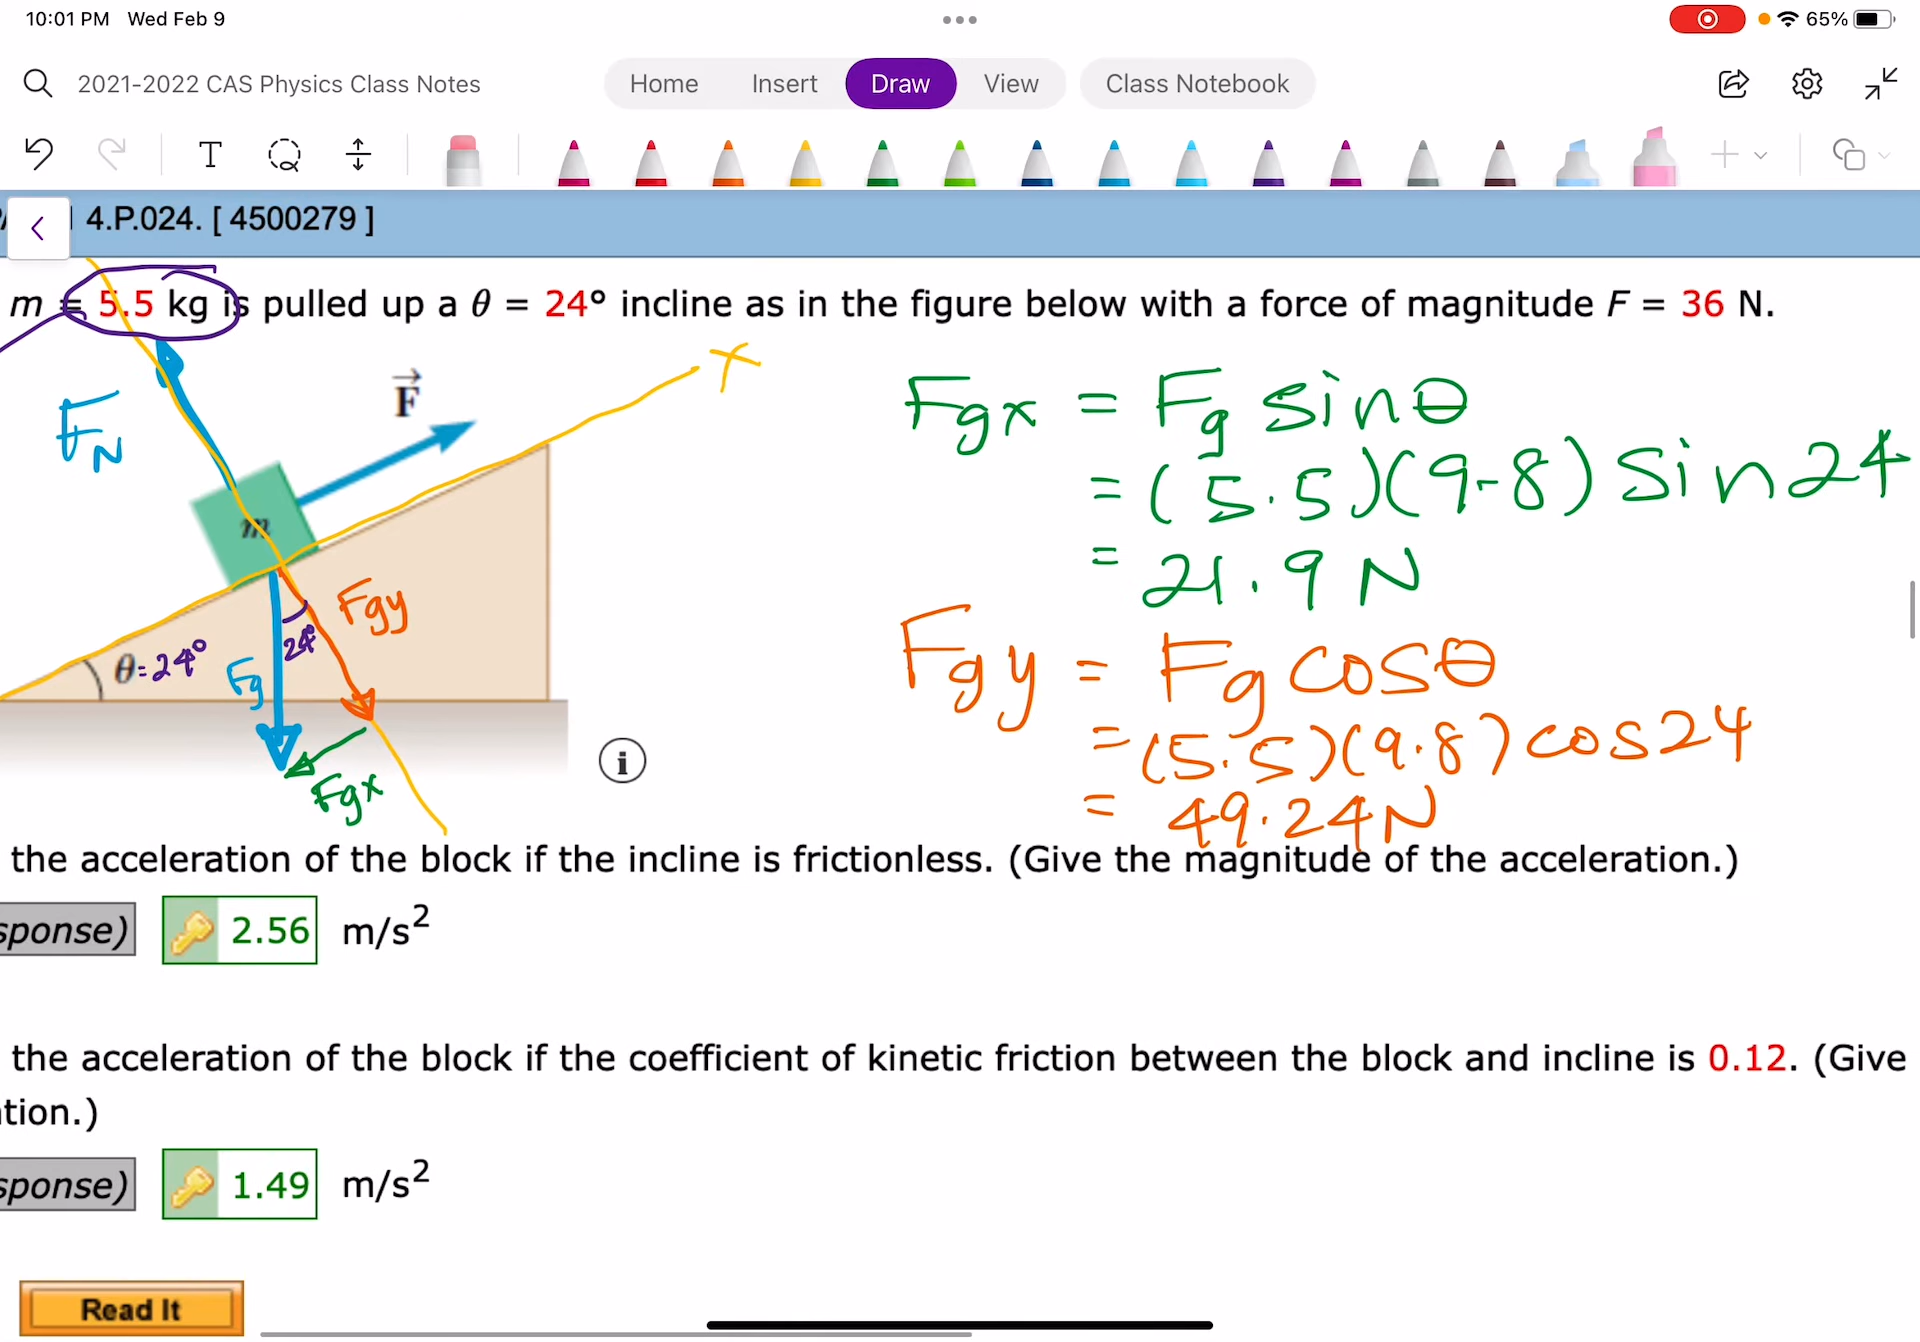 10:01 PM Wed Feb 9
65%
2021-2022 CAS Physics Class Notes
Home Insert Draw View Class Notebook
T
4.P.024. [ 4500279 ]
m = 5.5 kg is pulled up a θ = 24° incline as in the figure below with a force of magnitude F = 36 N.
x
F
FN
m
Fgy
24°
θ=24°
Fg
Fgx
i
Fgx = Fg sinθ
= (5.5)(9.8) sin24
= 21.9 N
Fgy = Fg cosθ
= (5.5)(9.8) cos24
= 49.24N
the acceleration of the block if the incline is frictionless. (Give the magnitude of the acceleration.)
sponse) 2.56 m/s²
the acceleration of the block if the coefficient of kinetic friction between the block and incline is 0.12. (Give
tion.)
sponse) 1.49 m/s²
Read It